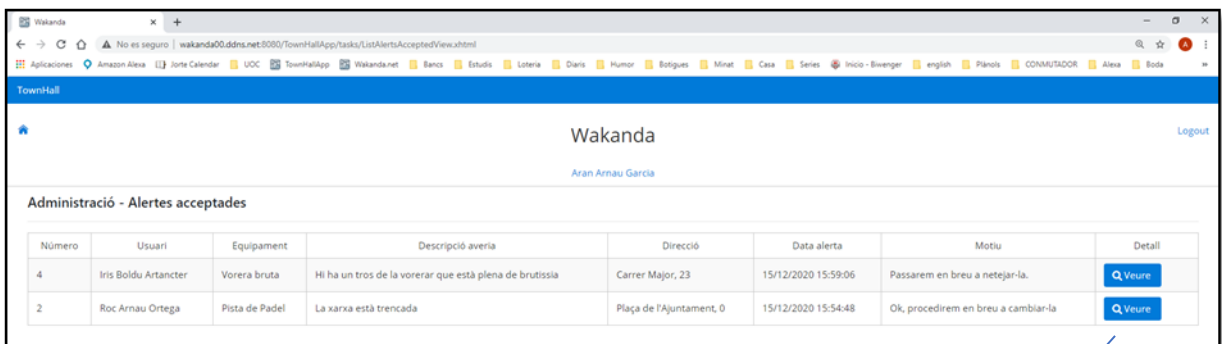 Wakanda
No es seguro | wakanda00.ddns.net:8080/TownHallApp/tasks/ListAlertsAcceptedView.xhtml A
Aplicaciones Amazon Alexa Jorte Calendar UOC TownHallApp Wakanda.net Bancs Estudis Loteria Diaris Humor Botigues Minat Casa Series Inicio - Biwenger english Plànols CONMUTADOR Alexa Boda
TownHall
Wakanda Logout
Aran Arnau Garcia
Administració - Alertes acceptades
Número Usuari Equipament Descripció averia Direcció Data alerta Motiu Detall
4 Iris Boldu Artancter Vorera bruta Hi ha un tros de la vorerar que està plena de brutissia Carrer Major, 23 15/12/2020 15:59:06 Passarem en breu a netejar-la. Veure
2 Roc Arnau Ortega Pista de Padel La xarxa està trencada Plaça de l'Ajuntament, 0 15/12/2020 15:54:48 Ok, procedirem en breu a cambiar-la Veure